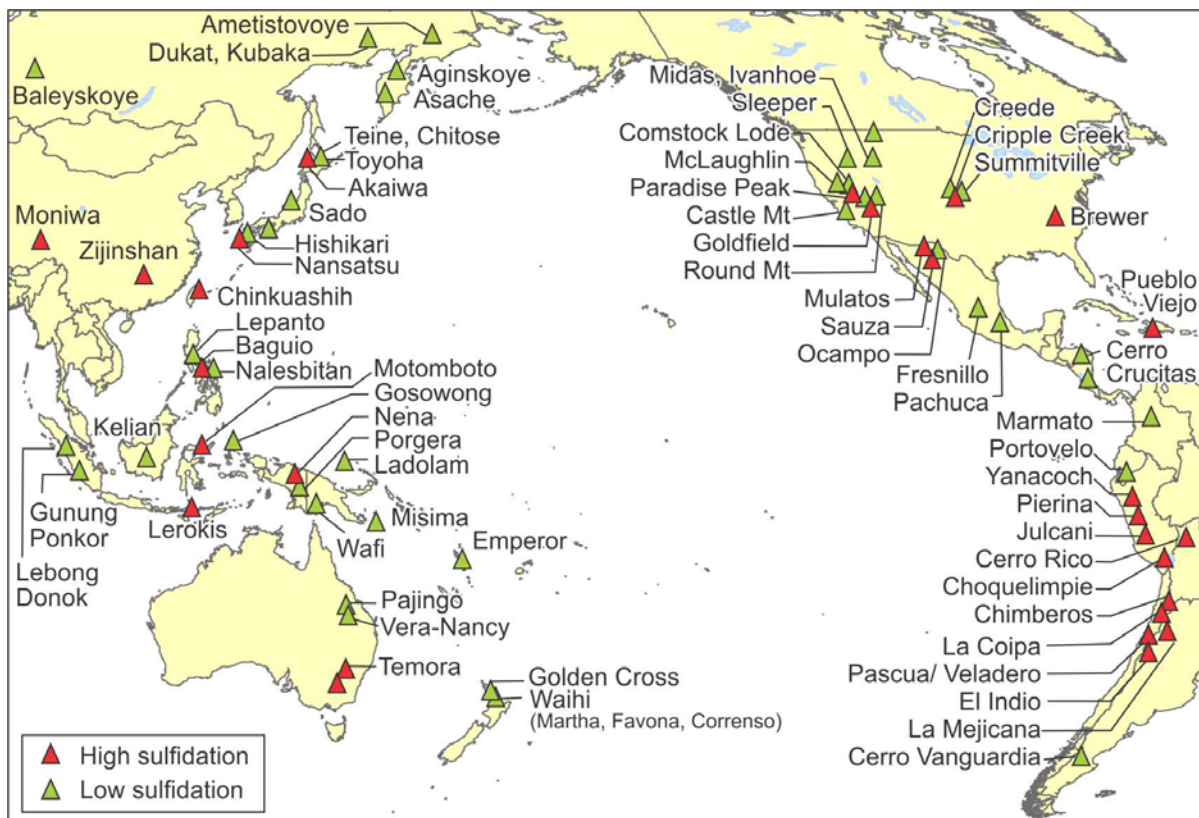 Ametistovoye
Dukat, Kubaka
Baleyskoye
Aginskoye
Asache
Teine, Chitose
Toyoha
Akaiwa
Sado
Moniwa
Zijinshan
Hishikari
Nansatsu
Chinkuashih
Lepanto
Baguio
Nalesbitan
Motomboto
Gosowong
Nena
Porgera
Ladolam
Kelian
Gunung
Ponkor
Lerokis
Lebong
Donok
Wafi
Misima
Emperor
Pajingo
Vera-Nancy
Temora
Golden Cross
Waihi
(Martha, Favona, Correnso)
Midas, Ivanhoe
Sleeper
Comstock Lode
McLaughlin
Paradise Peak
Castle Mt
Goldfield
Round Mt
Creede
Cripple Creek
Summitville
Brewer
Mulatos
Sauza
Ocampo
Fresnillo
Pachuca
Pueblo
Viejo
Cerro
Crucitas
Marmato
Portovelo
Yanacoch
Pierina
Julcani
Cerro Rico
Choquelimpie
Chimberos
La Coipa
Pascua/ Veladero
El Indio
La Mejicana
Cerro Vanguardia
High sulfidation
Low sulfidation